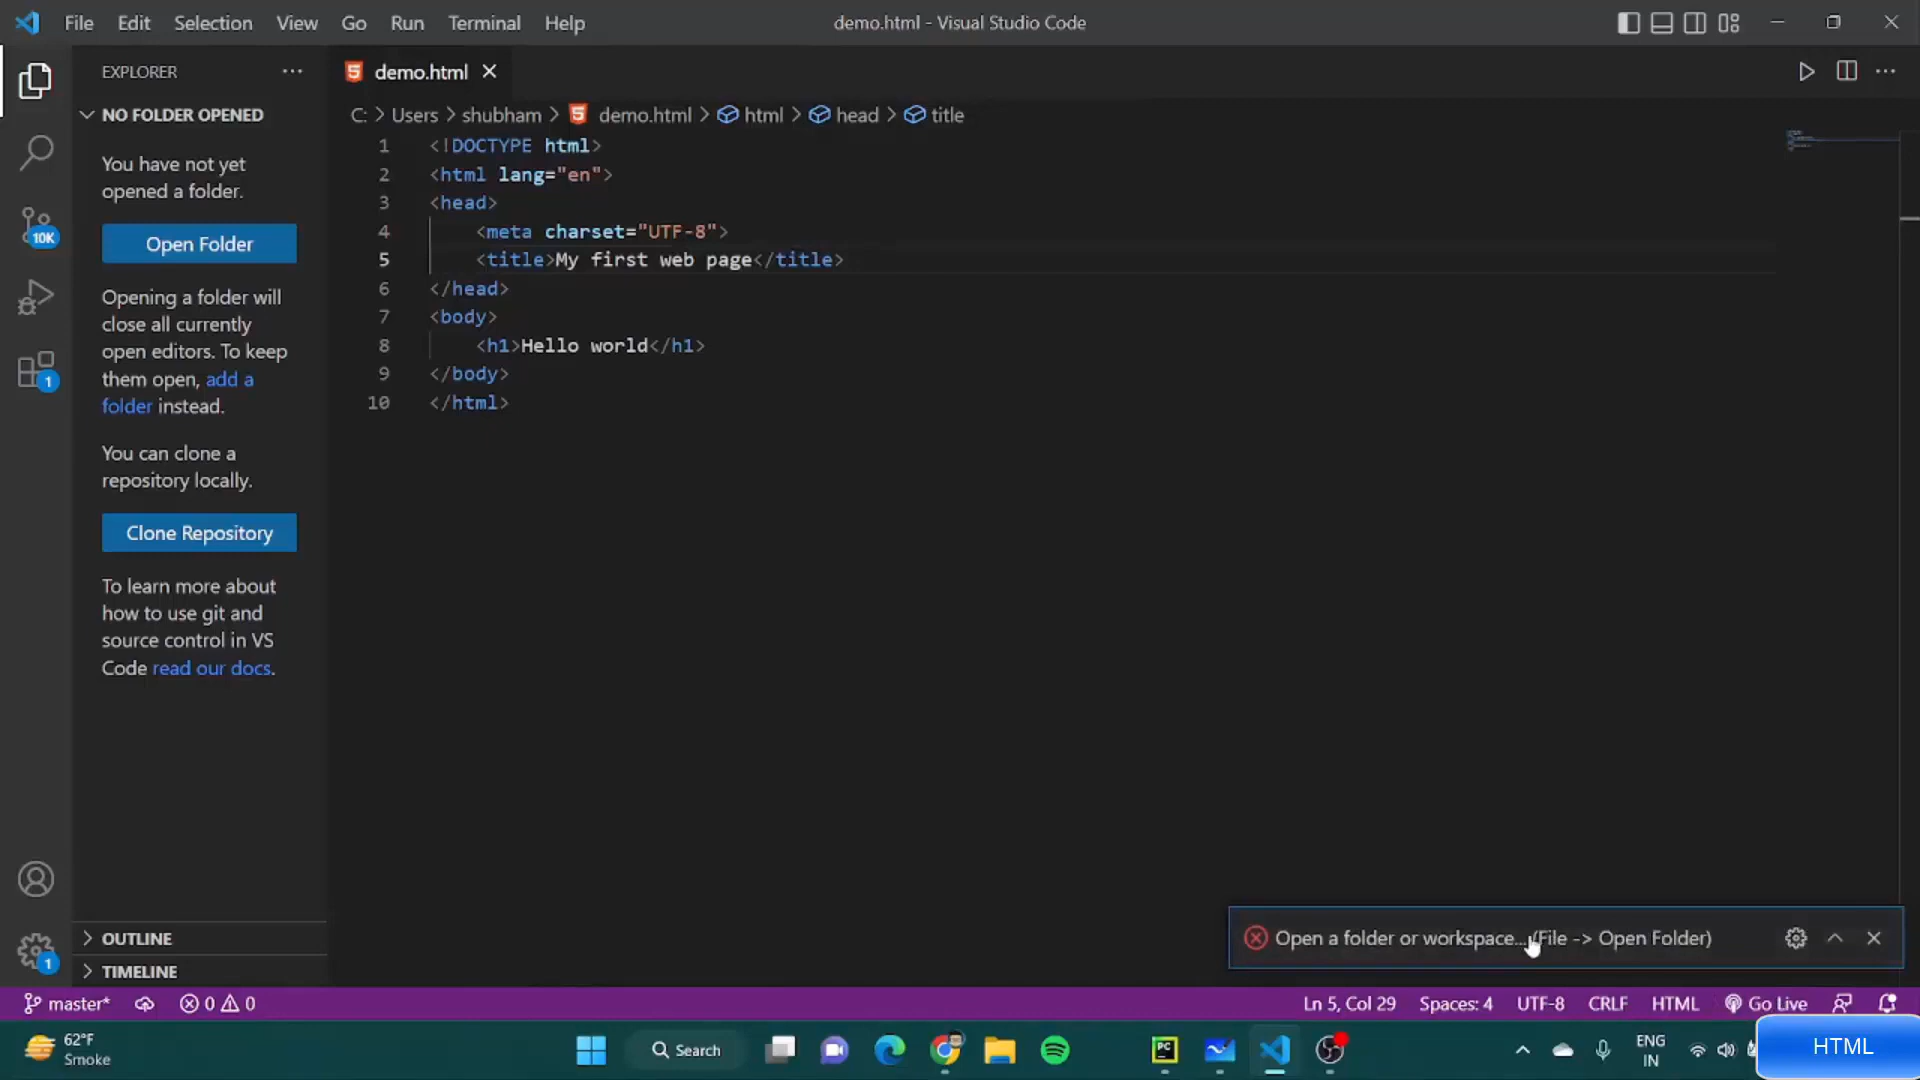 File Edit Selection View Go Run Terminal Help
demo.html - Visual Studio Code
EXPLORER
demo.html
NO FOLDER OPENED
C: > Users > shubham > demo.html > html > head > title
You have not yet
opened a folder.
Open Folder
Opening a folder will
close all currently
open editors. To keep
them open, add a
folder instead.
You can clone a
repository locally.
Clone Repository
To learn more about
how to use git and
source control in VS
Code read our docs.
10K
1
1
OUTLINE
TIMELINE
1 <!DOCTYPE html>
2 <html lang="en">
3 <head>
4 <meta charset="UTF-8">
5 <title>My first web page</title>
6 </head>
7 <body>
8 <h1>Hello world</h1>
9 </body>
10 </html>
Open a folder or workspace... (File -> Open Folder)
master* 0 0 Ln 5, Col 29 Spaces: 4 UTF-8 CRLF HTML Go Live
62°F
Smoke
Search
PC
ENG
IN
HTML